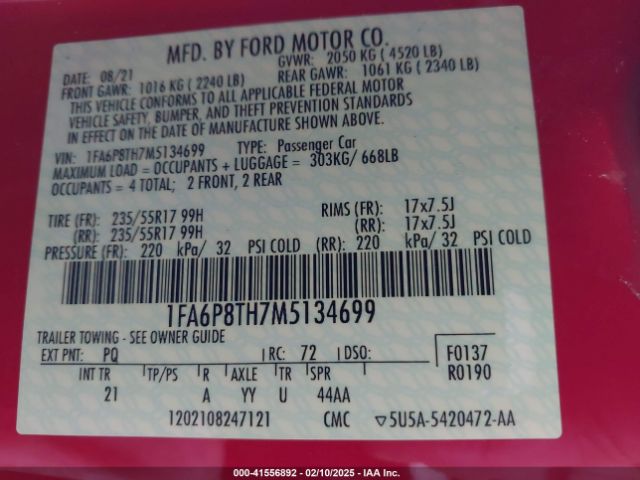 MFD. BY FORD MOTOR CO.
DATE: 08/21 GVWR: 2050 KG ( 4520 LB)
FRONT GAWR: 1016 KG ( 2240 LB) REAR GAWR: 1061 KG ( 2340 LB)
THIS VEHICLE CONFORMS TO ALL APPLICABLE FEDERAL MOTOR
VEHICLE SAFETY, BUMPER, AND THEFT PREVENTION STANDARDS
IN EFFECT ON THE DATE OF MANUFACTURE SHOWN ABOVE.
VIN: 1FA6P8TH7M5134699 TYPE: Passenger Car
MAXIMUM LOAD = OCCUPANTS + LUGGAGE = 303KG/ 668LB
OCCUPANTS = 4 TOTAL; 2 FRONT, 2 REAR
TIRE (FR): 235/55R17 99H RIMS (FR): 17x7.5J
(RR): 235/55R17 99H (RR): 17x7.5J
PRESSURE (FR): 220 kPa/ 32 PSI COLD (RR): 220 kPa/ 32 PSI COLD
1FA6P8TH7M5134699
TRAILER TOWING - SEE OWNER GUIDE
EXT PNT: PQ RC: 72 DSO: F0137
R0190
INT TR TP/PS R AXLE TR SPR
21 A YY U 44AA
1202108247121 CMC ▽5U5A-5420472-AA
000-41556892 - 02/10/2025 - IAA Inc.